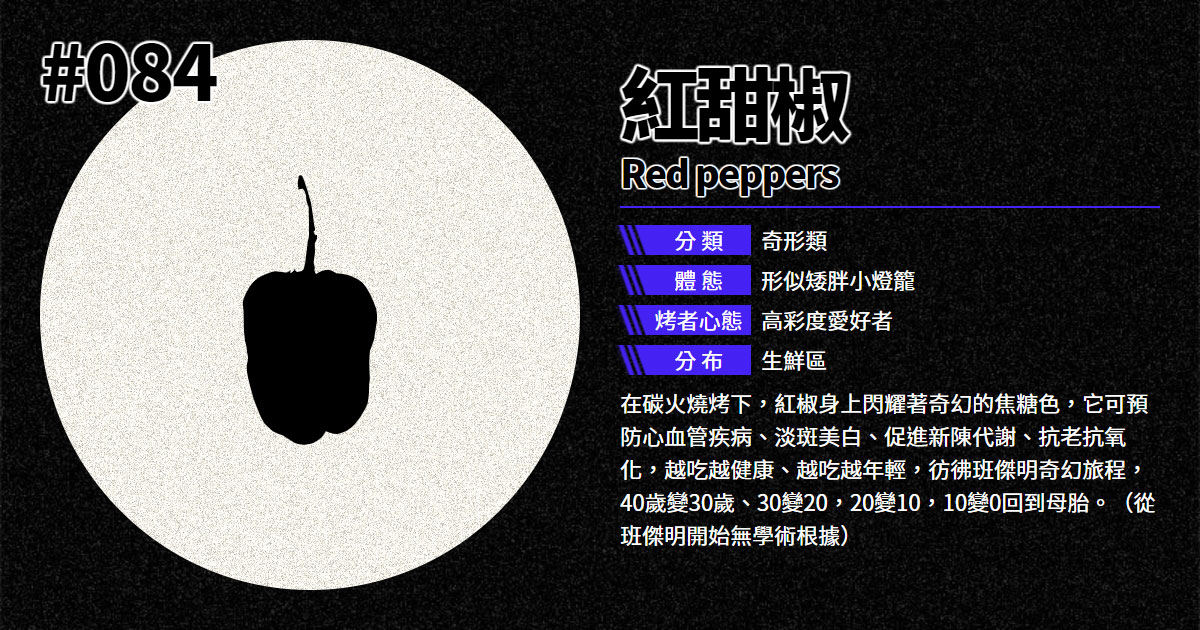 #084
紅甜椒
Red peppers
分類 奇形類
體態 形似矮胖小燈籠
烤者心態 高彩度愛好者
分布 生鮮區
在碳火燒烤下，紅椒身上閃耀著奇幻的焦糖色，它可預
防心血管疾病、淡斑美白、促進新陳代謝、抗老抗氧
化，越吃越健康、越吃越年輕，彷彿班傑明奇幻旅程，
40歲變30歲、30變20，20變10，10變0回到母胎。（從
班傑明開始無學術根據）